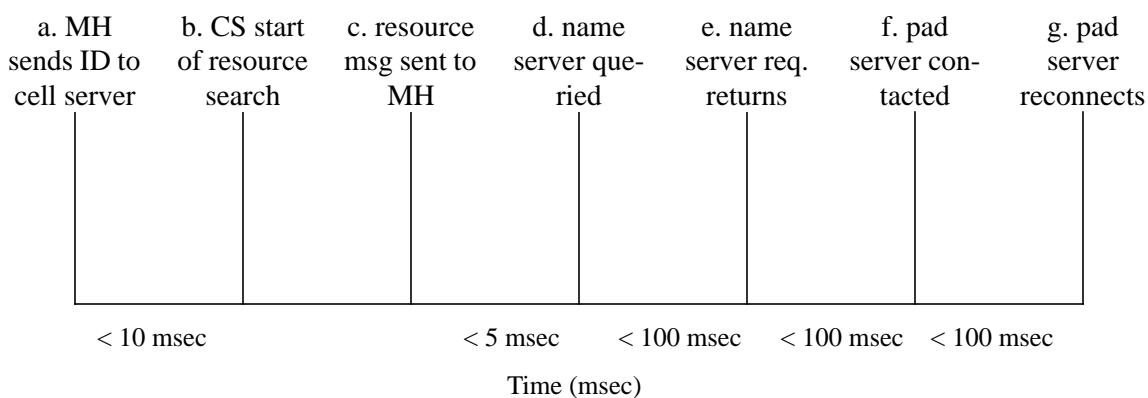 a. MH
sends ID to
cell server
b. CS start
of resource
search
c. resource
msg sent to
MH
d. name
server que-
ried
e. name
server req.
returns
f. pad
server con-
tacted
g. pad
server
reconnects
< 10 msec
< 5 msec
< 100 msec
< 100 msec
< 100 msec
Time (msec)